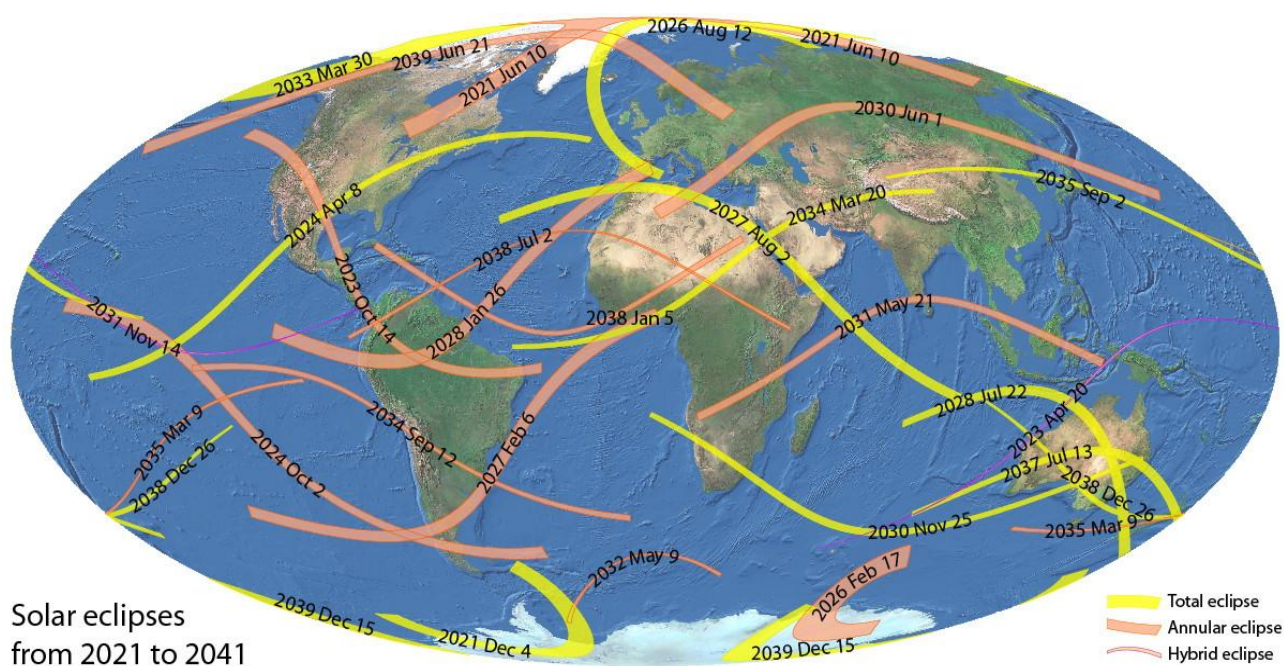 2026 Aug 12
2033 Mar 30
2039 Jun 21
2021 Jun 10
2021 Jun 10
2030 Jun 1
2024 Apr 8
2035 Sep 2
2034 Mar 20
2027 Aug 2
2038 Jul 2
2023 Oct 14
2028 Jan 26
2038 Jan 5
2031 May 21
2031 Nov 14
2028 Jul 22
2023 Apr 20
2035 Mar 9
2034 Sep 12
2027 Feb 6
2037 Jul 13
2038 Dec 26
2024 Oct 2
2038 Dec 26
2030 Nov 25
2035 Mar 9
2032 May 9
2026 Feb 17
2039 Dec 15
2021 Dec 4
2039 Dec 15
Solar eclipses
from 2021 to 2041
Total eclipse
Annular eclipse
Hybrid eclipse